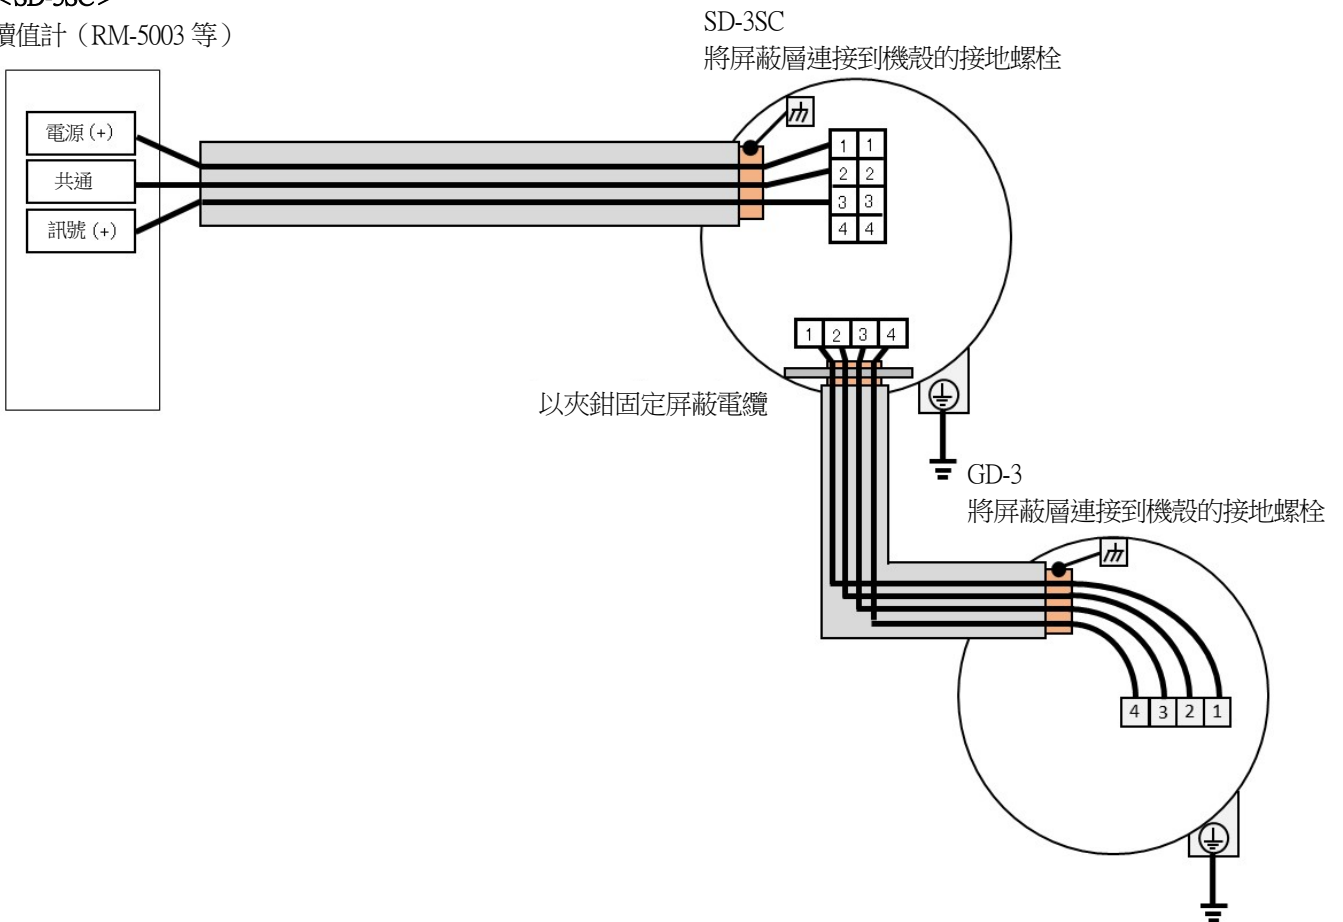 <SD-3SC>
讀值計（RM-5003 等）
SD-3SC
將屏蔽層連接到機殼的接地螺栓
電源 (+)
共通
訊號 (+)
1 1
2 2
3 3
4 4
1 2 3 4
以夾鉗固定屏蔽電纜
GD-3
將屏蔽層連接到機殼的接地螺栓
4 3 2 1